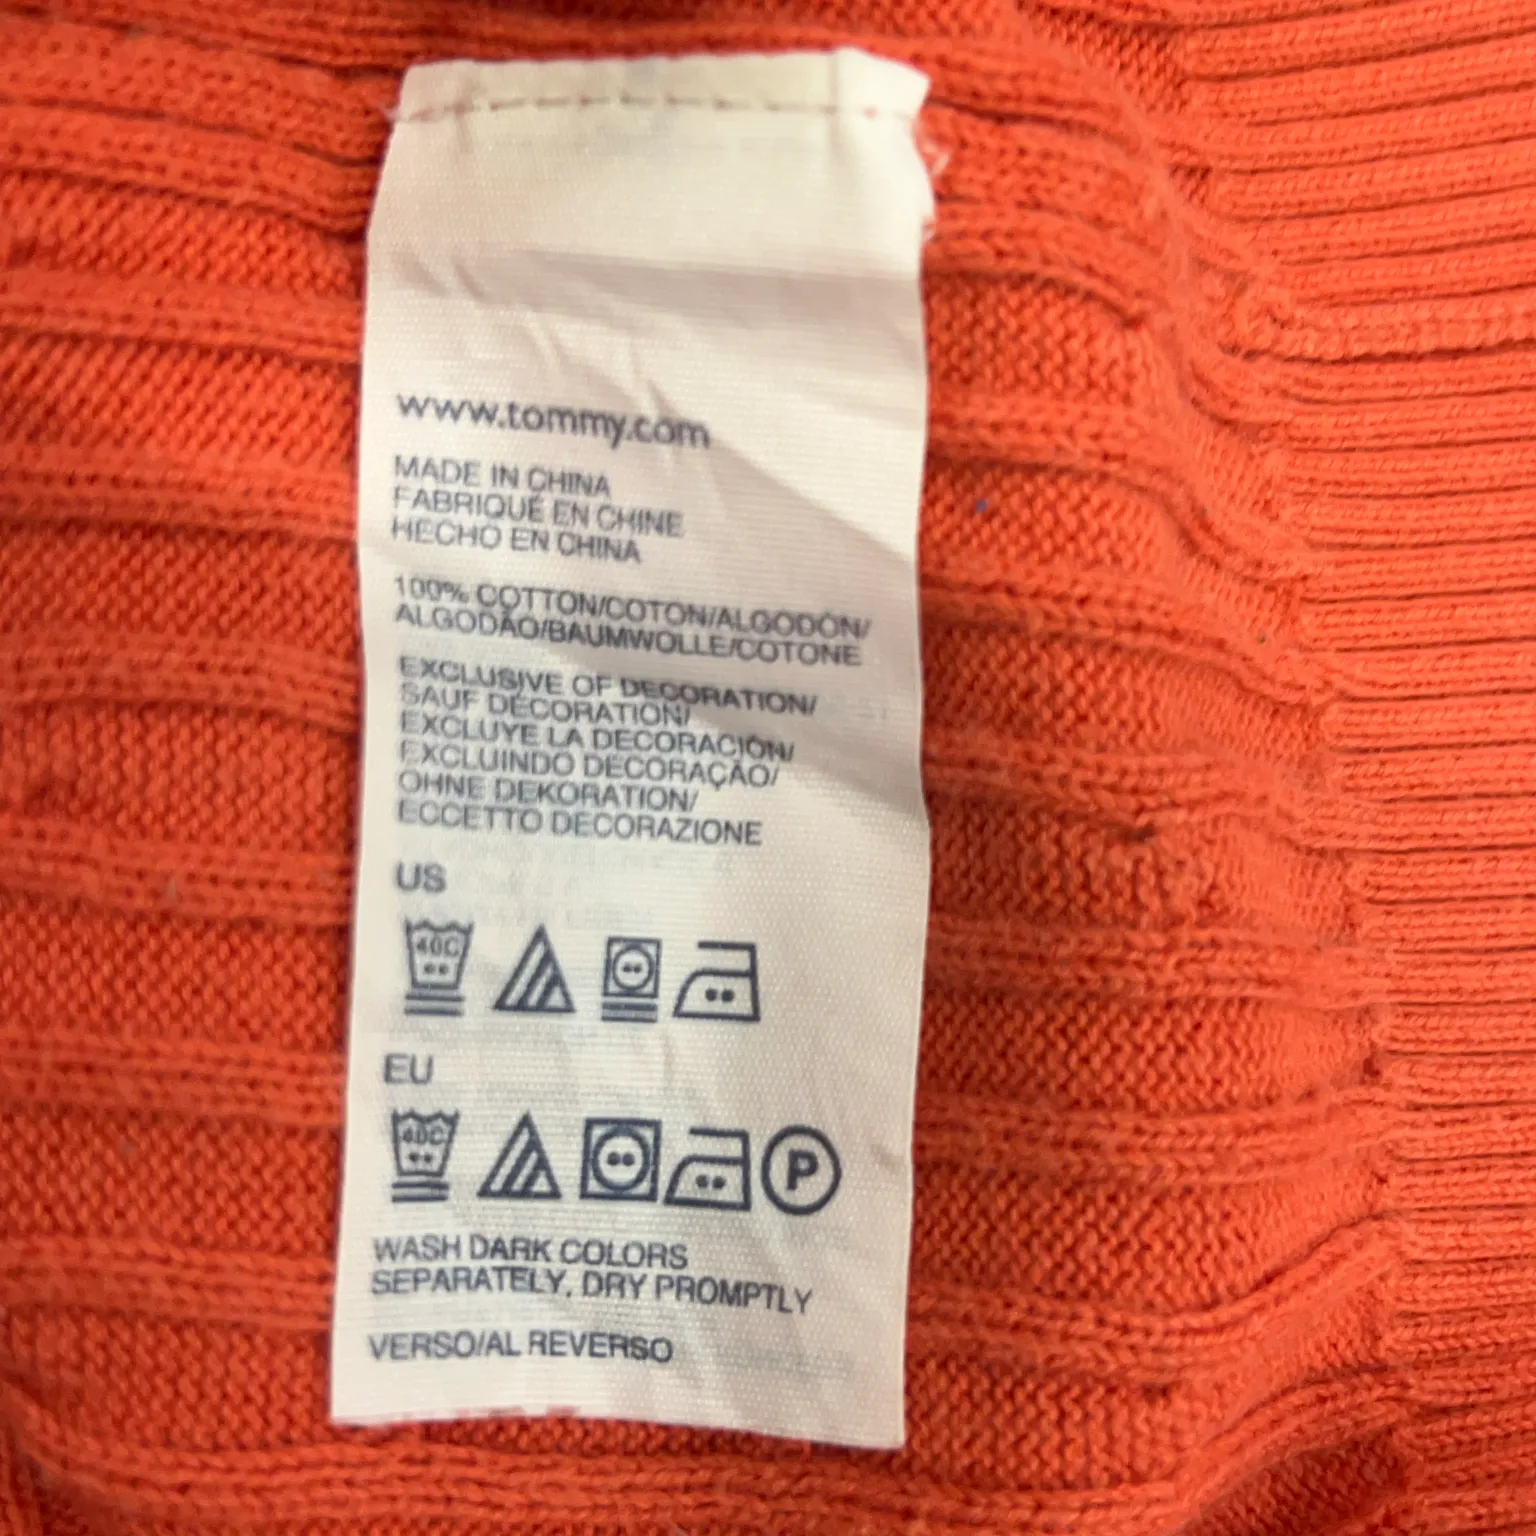 www.tommy.com
MADE IN CHINA
FABRIQUÉ EN CHINE
HECHO EN CHINA
100% COTTON/COTON/ALGODÓN/
ALGODÃO/BAUMWOLLE/COTONE
EXCLUSIVE OF DECORATION/
SAUF DÉCORATION/
EXCLUYE LA DECORACIÓN/
EXCLUINDO DECORAÇÃO/
OHNE DEKORATION/
ECCETTO DECORAZIONE
US
40C
EU
40C P
WASH DARK COLORS
SEPARATELY, DRY PROMPTLY
VERSO/AL REVERSO